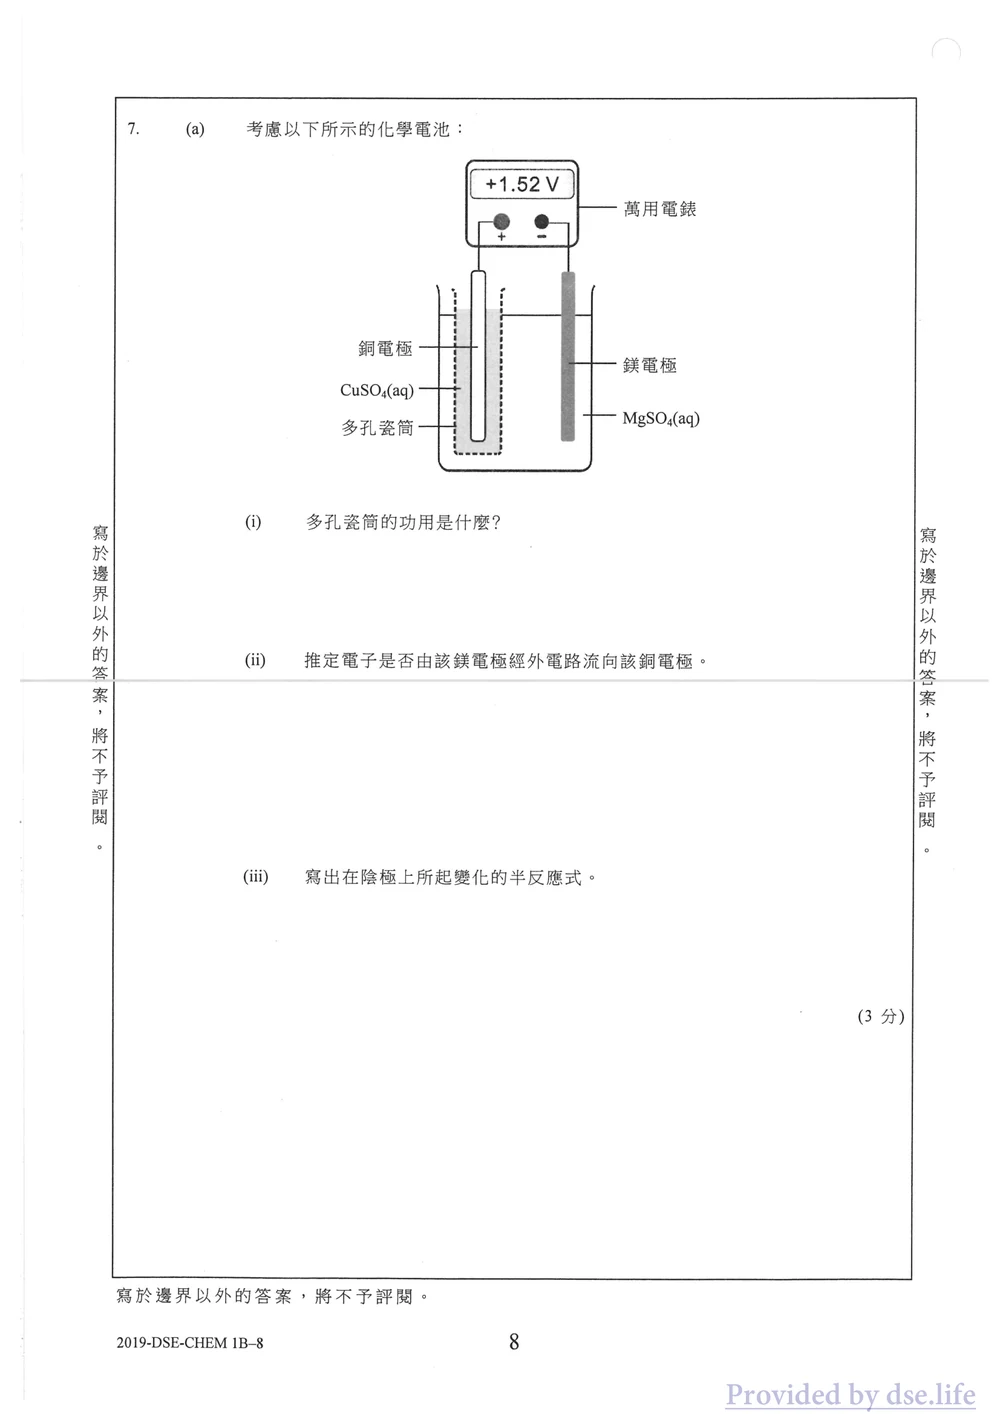 7. (a) 考慮以下所示的化學電池：
+1.52 V
萬用電錶
+ −
銅電極
鎂電極
CuSO₄(aq)
MgSO₄(aq)
多孔瓷筒
(i) 多孔瓷筒的功用是什麼?
(ii) 推定電子是否由該鎂電極經外電路流向該銅電極。
(iii) 寫出在陰極上所起變化的半反應式。
(3 分)
寫於邊界以外的答案，將不予評閱。
寫於邊界以外的答案，將不予評閱。
寫於邊界以外的答案，將不予評閱。
2019-DSE-CHEM 1B–8
8
Provided by dse.life